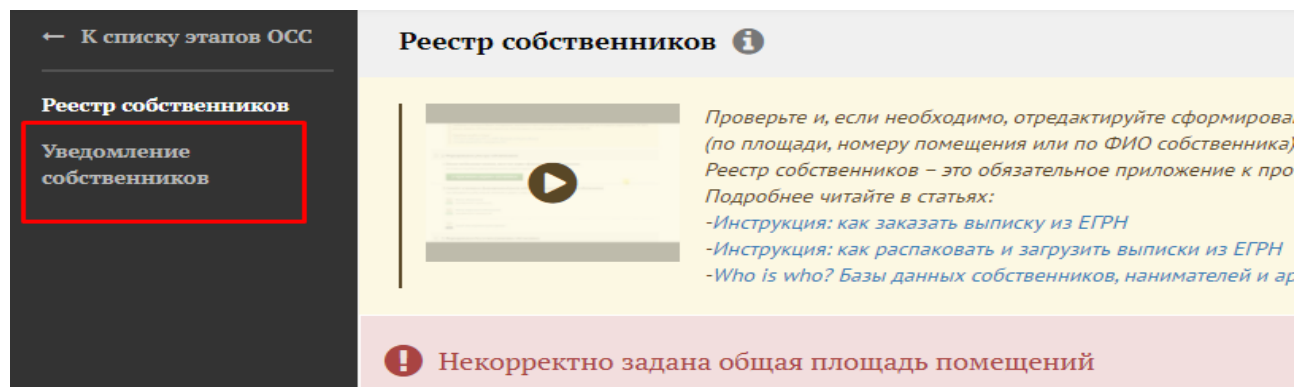 ← К списку этапов ОСС
Реестр собственников
Уведомление
собственников
Реестр собственников
Проверьте и, если необходимо, отредактируйте сформирова
(по площади, номеру помещения или по ФИО собственника)
Реестр собственников – это обязательное приложение к про
Подробнее читайте в статьях:
-Инструкция: как заказать выписку из ЕГРН
-Инструкция: как распаковать и загрузить выписки из ЕГРН
-Who is who? Базы данных собственников, нанимателей и ар
Некорректно задана общая площадь помещений